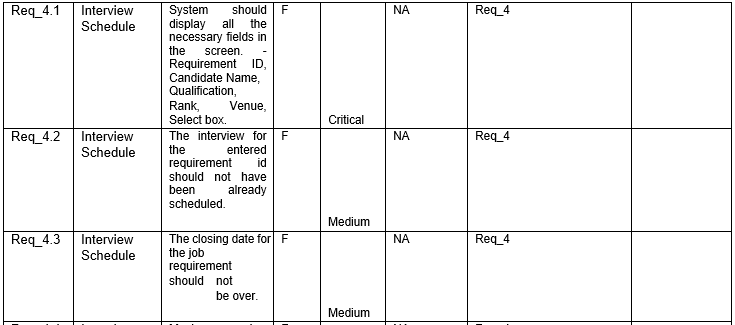 Req_4.1 Interview Schedule System should display all the necessary fields in the screen. - Requirement ID, Candidate Name, Qualification, Rank, Venue, Select box. F Critical NA Req_4
Req_4.2 Interview Schedule The interview for the entered requirement id should not have been already scheduled. F Medium NA Req_4
Req_4.3 Interview Schedule The closing date for the job requirement should not be over. F Medium NA Req_4